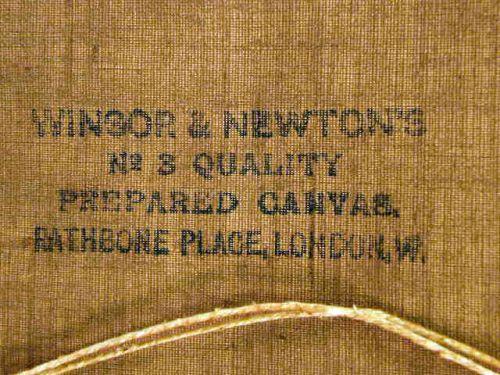 WINSOR & NEWTON'S
Nº 3 QUALITY
PREPARED CANVAS.
RATHBONE PLACE, LONDON, W.